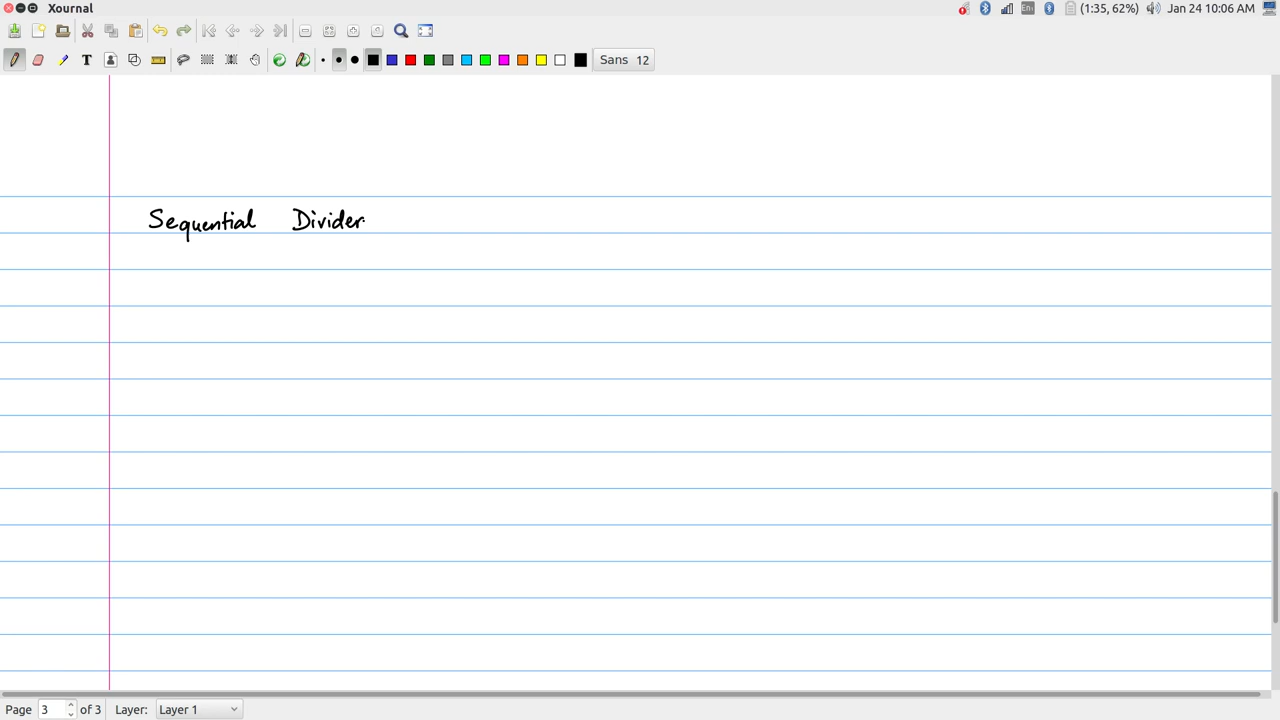 Xournal
(1:35, 62%)
Jan 24 10:06 AM
En
T
Sans 12
Sequential Divider
Page 3 of 3 Layer: Layer 1